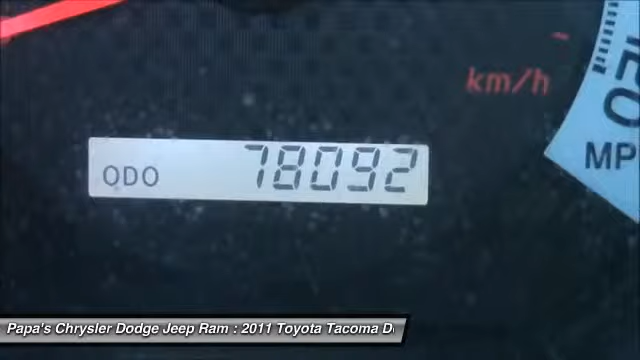 km/h
ODO 78092
MP
Papa's Chrysler Dodge Jeep Ram : 2011 Toyota Tacoma D